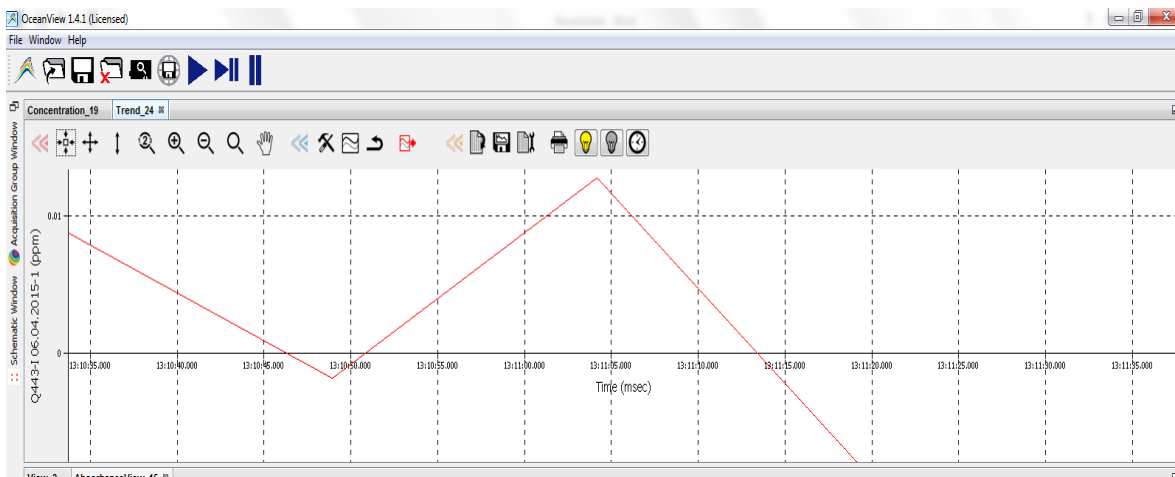 OceanView 1.4.1 (Licensed)
File Window Help
Concentration_19 Trend_24
Acquisition Group Window
Schematic Window
Q443-I 06.04.2015-1 (ppm)
0.01
0
13:10:35.000 13:10:40.000 13:10:45.000 13:10:50.000 13:10:55.000 13:11:00.000 13:11:05.000 13:11:10.000 13:11:15.000 13:11:20.000 13:11:25.000 13:11:30.000 13:11:35.000
Time (msec)